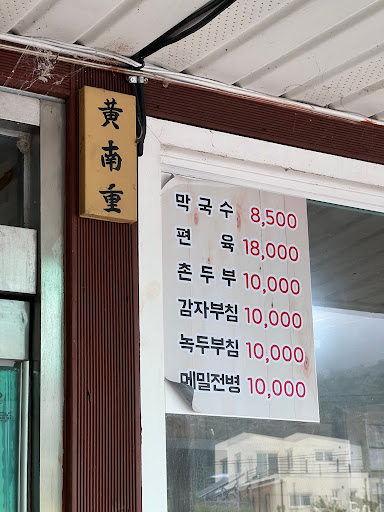 黄南重
막국수 8,500
편 육 18,000
촌두부 10,000
감자부침 10,000
녹두부침 10,000
메밀전병 10,000